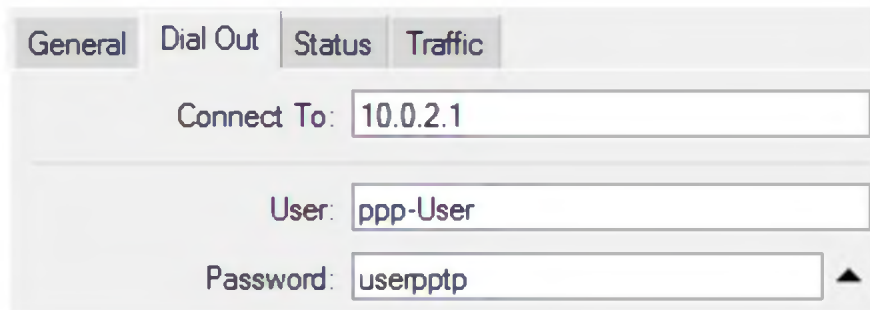 General Dial Out Status Traffic
Connect To: 10.0.2.1
User: ppp-User
Password: userpptp